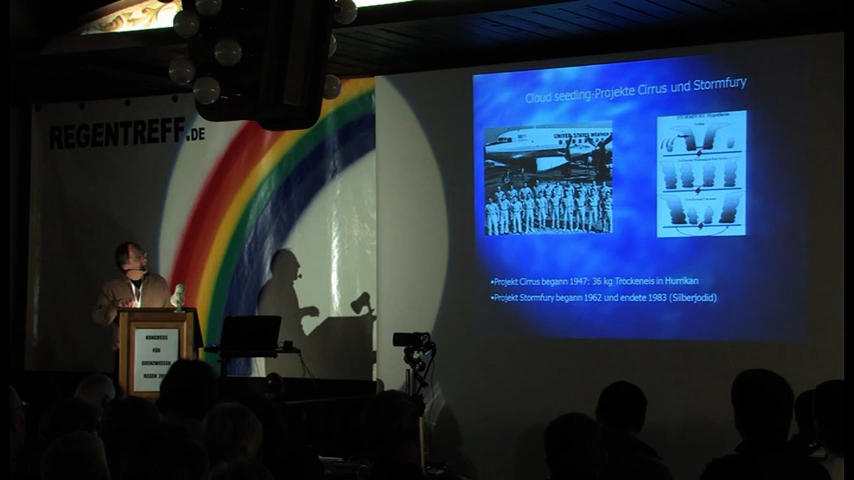 Cloud seeding-Projekte Cirrus und Stormfury
REGENTREFF.DE
UNITED STATES WEATHER
•Projekt Cirrus begann 1947: 36 kg Trockeneis in Hurrikan
•Projekt Stormfury begann 1962 und endete 1983 (Silberjodid)
KONGRESS
FÜR
GRENZWISSEN
REGEN